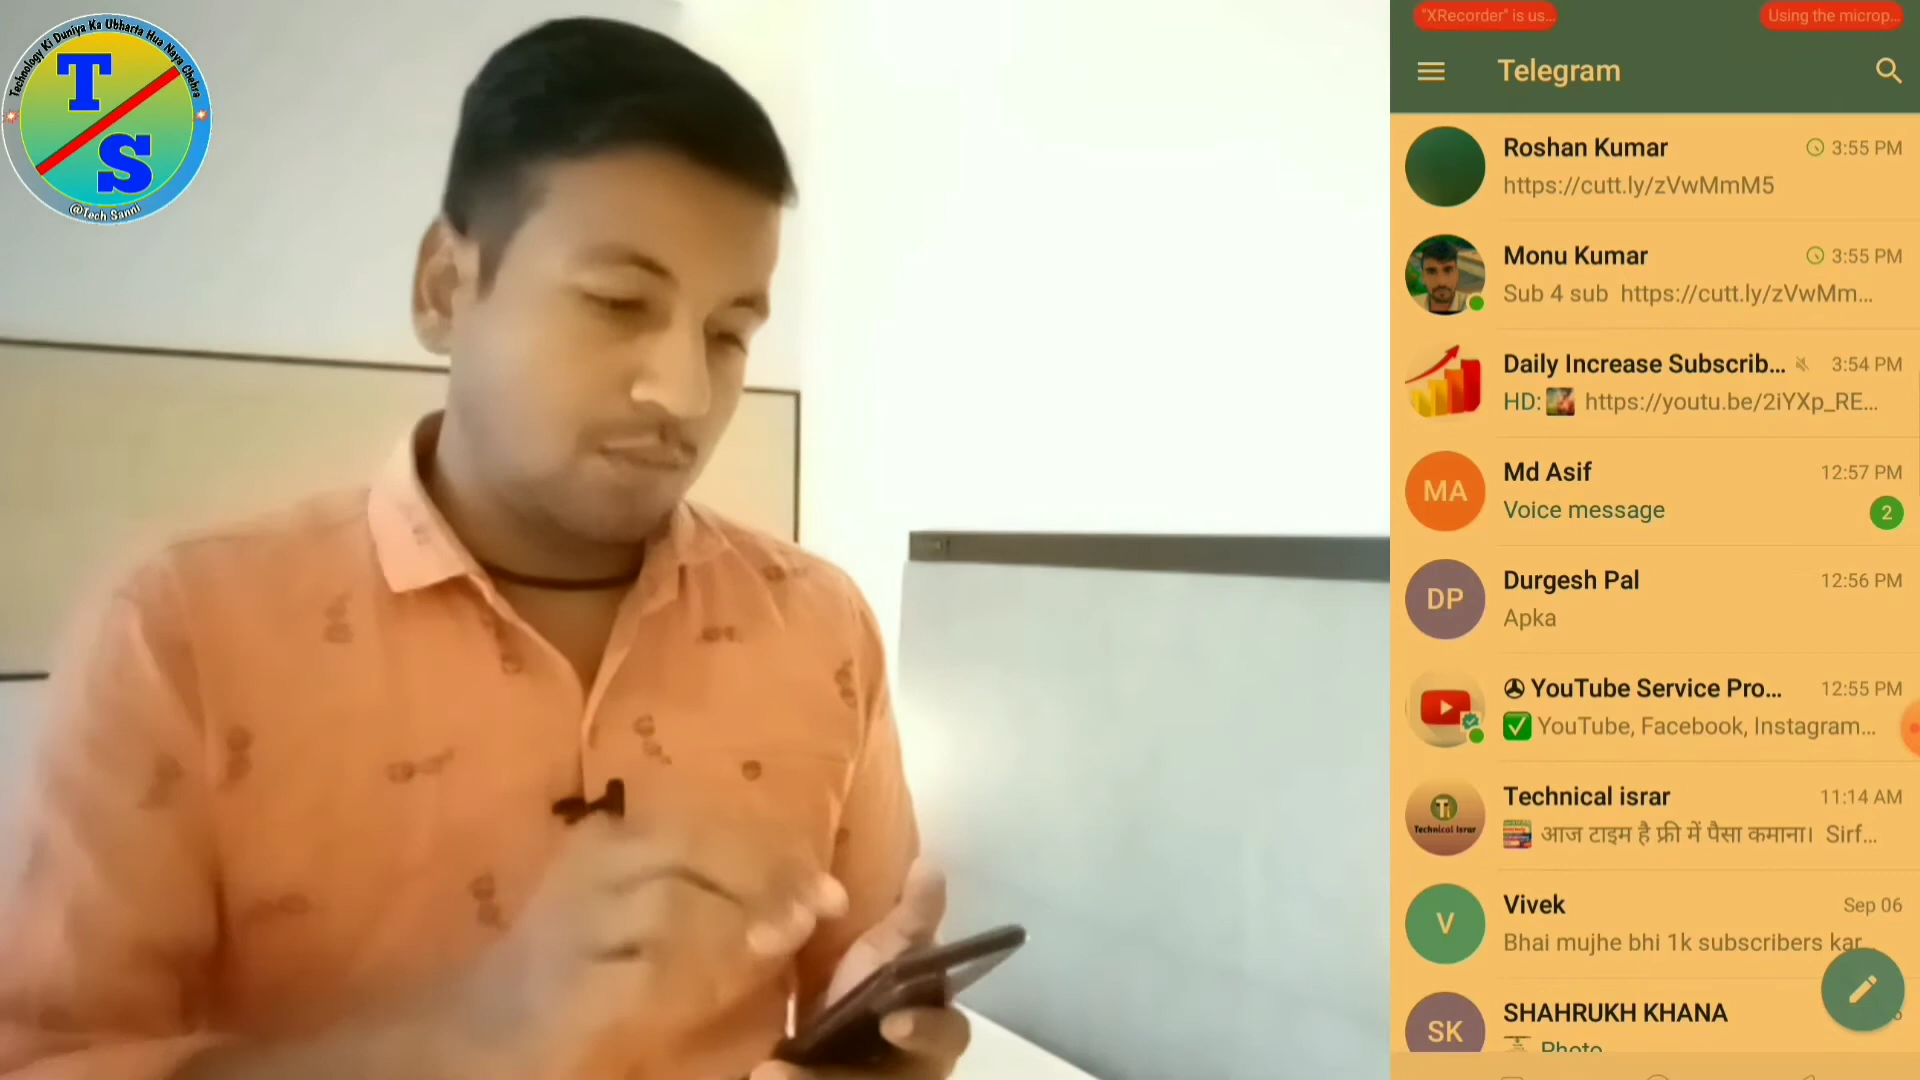 Technology Ki Duniya Ka Ubharta Hua Naya Chehra
T
S
@Tech Sanni
"XRecorder" is us...
Using the microp...
Telegram
Roshan Kumar 3:55 PM
https://cutt.ly/zVwMmM5
Monu Kumar 3:55 PM
Sub 4 sub https://cutt.ly/zVwMm...
Daily Increase Subscrib... 3:54 PM
HD: https://youtu.be/2iYXp_RE...
MA
Md Asif 12:57 PM
Voice message 2
DP
Durgesh Pal 12:56 PM
Apka
YouTube Service Pro... 12:55 PM
✅ YouTube, Facebook, Instagram...
Technical Israr
Technical israr 11:14 AM
आज टाइम है फ्री में पैसा कमाना। Sirf...
V
Vivek Sep 06
Bhai mujhe bhi 1k subscribers kar...
SK
SHAHRUKH KHANA
Photo